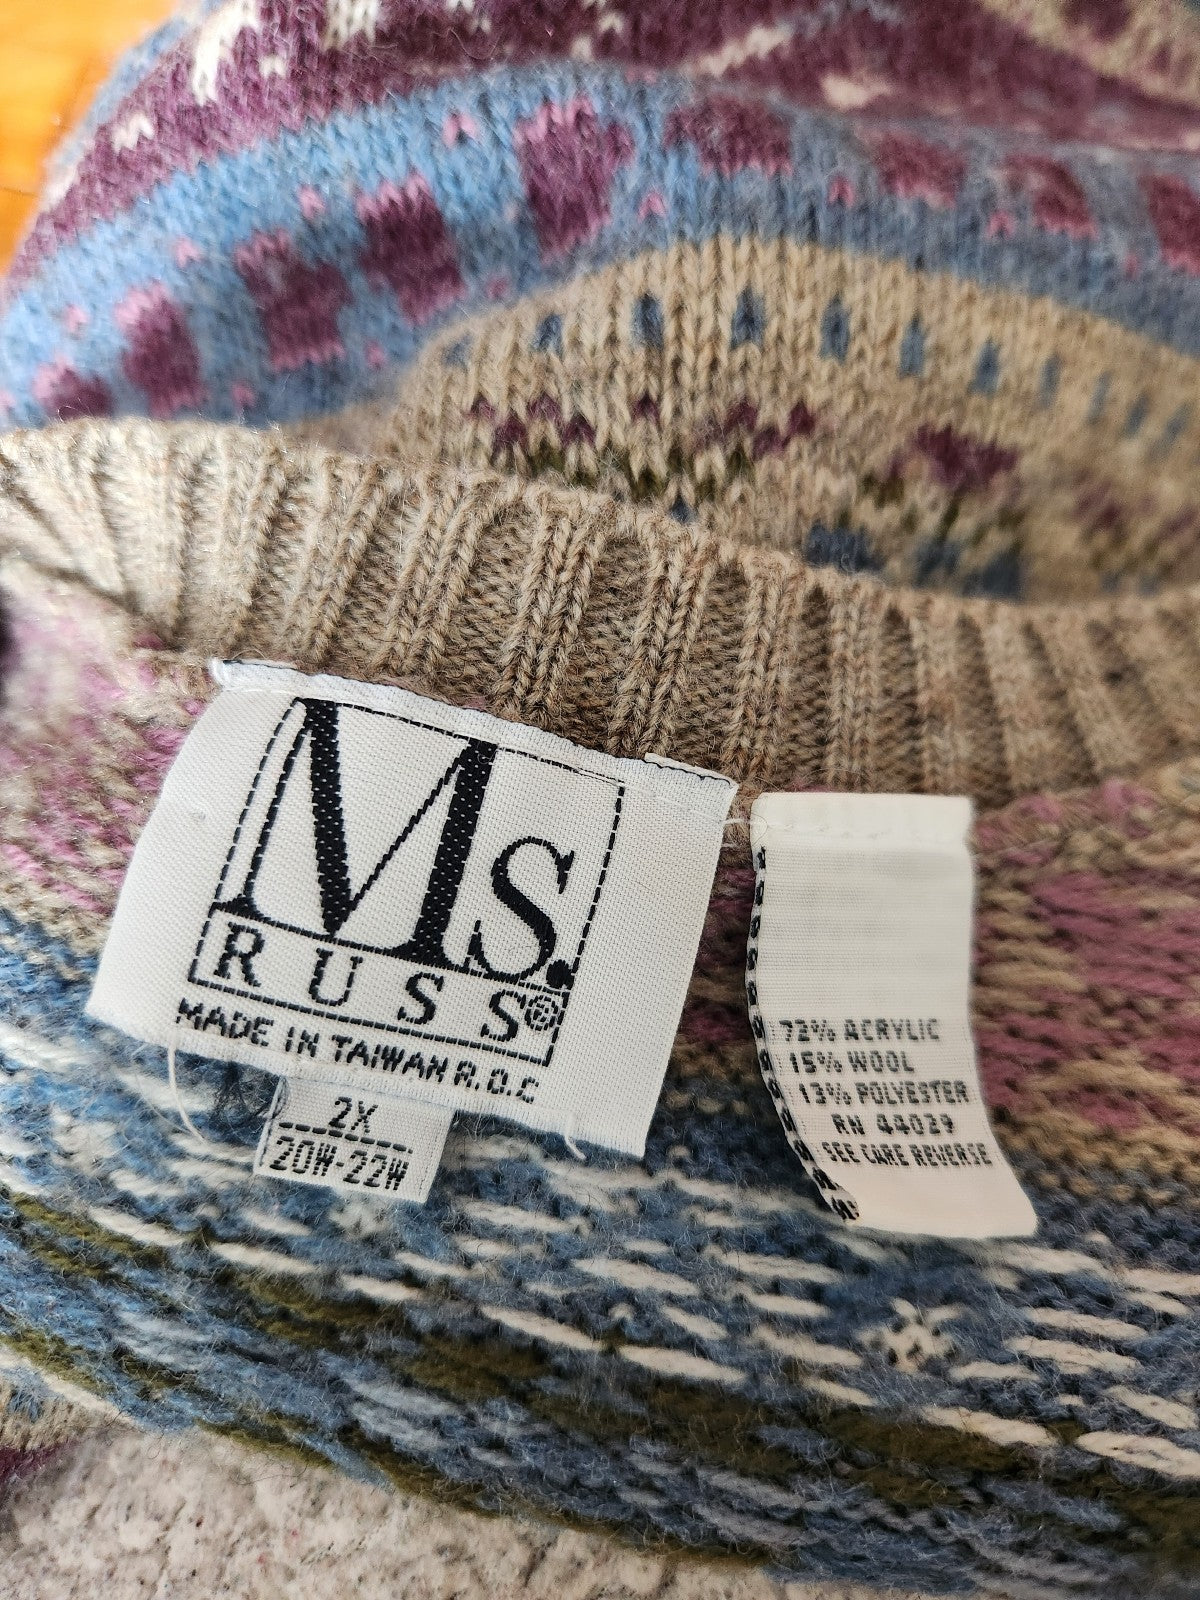 Ms.
RUSS®
MADE IN TAIWAN R.O.C
2X
20W-22W
72% ACRYLIC
15% WOOL
13% POLYESTER
RN 44029
SEE CARE REVERSE